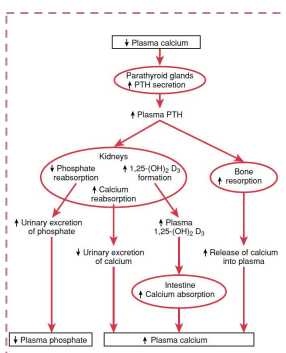 ↓ Plasma calcium
Parathyroid glands
↑ PTH secretion
↑ Plasma PTH
Kidneys
↓ Phosphate
reabsorption
↑ 1,25-(OH)₂ D₃
formation
↑ Calcium
reabsorption
Bone
↑ resorption
↑ Urinary excretion
of phosphate
↓ Urinary excretion
of calcium
↑ Plasma
1,25-(OH)₂ D₃
↑ Release of calcium
into plasma
Intestine
↑ Calcium absorption
↓ Plasma phosphate
↑ Plasma calcium